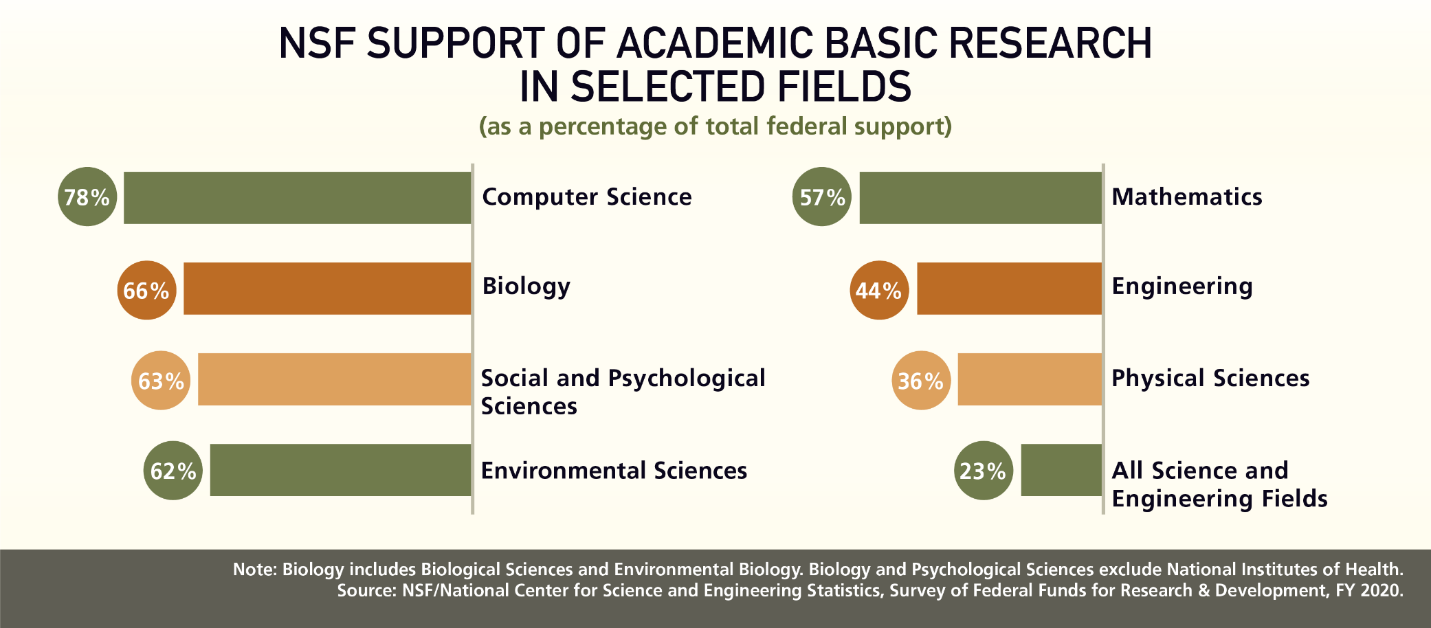 NSF SUPPORT OF ACADEMIC BASIC RESEARCH
IN SELECTED FIELDS
(as a percentage of total federal support)
78%
Computer Science
66%
Biology
63%
Social and Psychological
Sciences
62%
Environmental Sciences
57%
Mathematics
44%
Engineering
36%
Physical Sciences
23%
All Science and
Engineering Fields
Note: Biology includes Biological Sciences and Environmental Biology. Biology and Psychological Sciences exclude National Institutes of Health.
Source: NSF/National Center for Science and Engineering Statistics, Survey of Federal Funds for Research & Development, FY 2020.